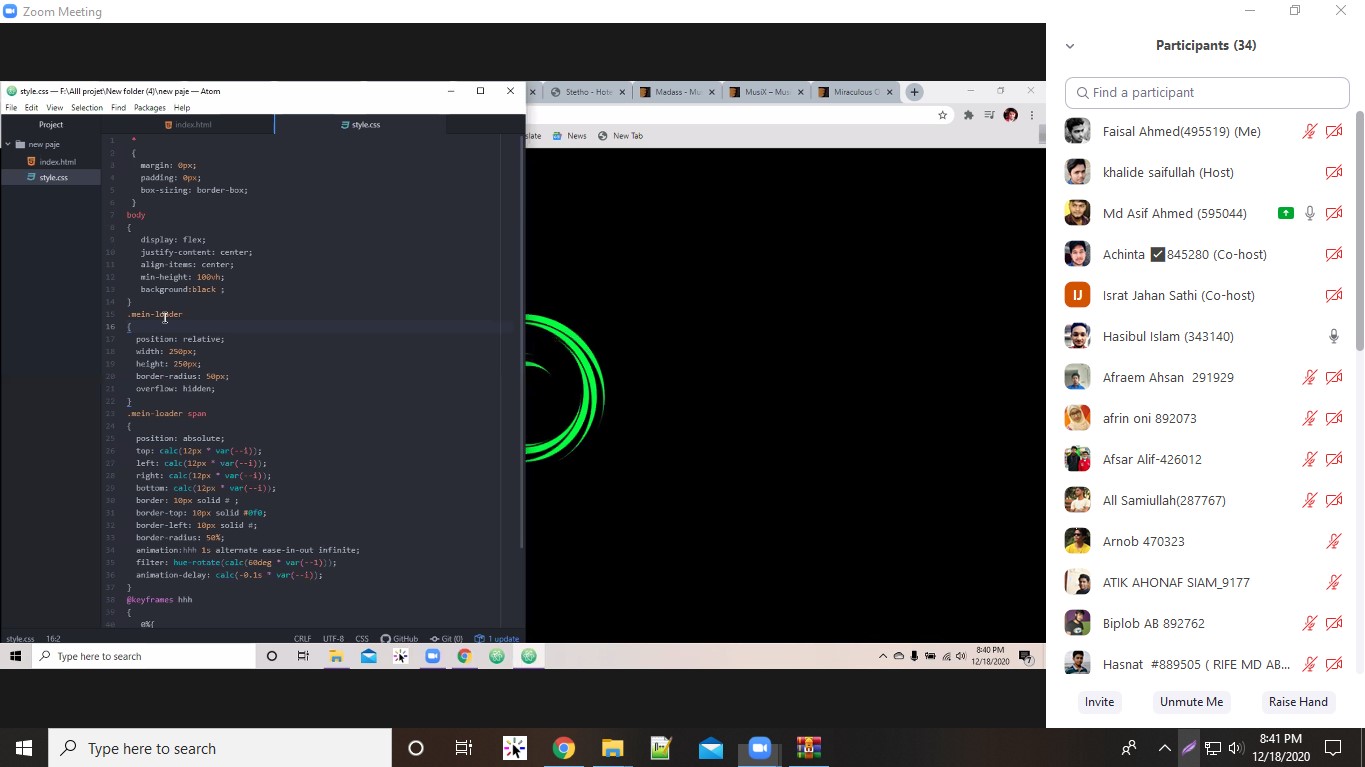 Zoom Meeting
style.css — F:\Alll projet\New folder (4)\new paje — Atom
File Edit View Selection Find Packages Help
Project
index.html
style.css
new paje
index.html
style.css
1 *
2 {
3 margin: 0px;
4 padding: 0px;
5 box-sizing: border-box;
6 }
7 body
8 {
9 display: flex;
10 justify-content: center;
11 align-items: center;
12 min-height: 100vh;
13 background:black ;
14 }
15 .mein-loader
16 {
17 position: relative;
18 width: 250px;
19 height: 250px;
20 border-radius: 50px;
21 overflow: hidden;
22 }
23 .mein-loader span
24 {
25 position: absolute;
26 top: calc(12px * var(--i));
27 left: calc(12px * var(--i));
28 right: calc(12px * var(--i));
29 bottom: calc(12px * var(--i));
30 border: 10px solid # ;
31 border-top: 10px solid #0f0;
32 border-left: 10px solid #;
33 border-radius: 50%;
34 animation:hhh 1s alternate ease-in-out infinite;
35 filter: hue-rotate(calc(60deg * var(--1)));
36 animation-delay: calc(-0.1s * var(--i));
37 }
38 @keyframes hhh
39 {
40 0%{
style.css 16:2 CRLF UTF-8 CSS GitHub Git (0) 1 update
Stetho - Hots
Madass - Mu
MusiX – Musi
Miraculous O
slate News New Tab
Type here to search
8:40 PM
12/18/2020
7
Participants (34)
Find a participant
Faisal Ahmed(495519) (Me)
khalide saifullah (Host)
Md Asif Ahmed (595044)
Achinta ✓845280 (Co-host)
IJ Israt Jahan Sathi (Co-host)
Hasibul Islam (343140)
Afraem Ahsan 291929
afrin oni 892073
Afsar Alif-426012
All Samiullah(287767)
Arnob 470323
ATIK AHONAF SIAM_9177
Biplob AB 892762
Hasnat #889505 ( RIFE MD AB...
Invite Unmute Me Raise Hand
Type here to search
8:41 PM
12/18/2020